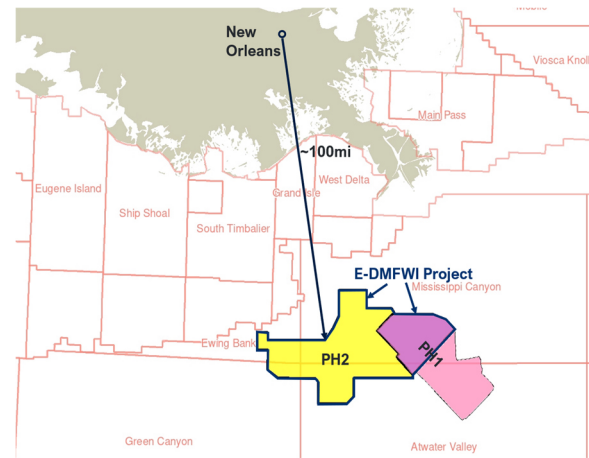 New
Orleans
Viosca Knoll
Main Pass
~100mi
West Delta
Eugene Island
Grand Isle
Ship Shoal
South Timbalier
E-DMFWI Project
Mississippi Canyon
Ewing Bank
PH2
PH1
Green Canyon
Atwater Valley